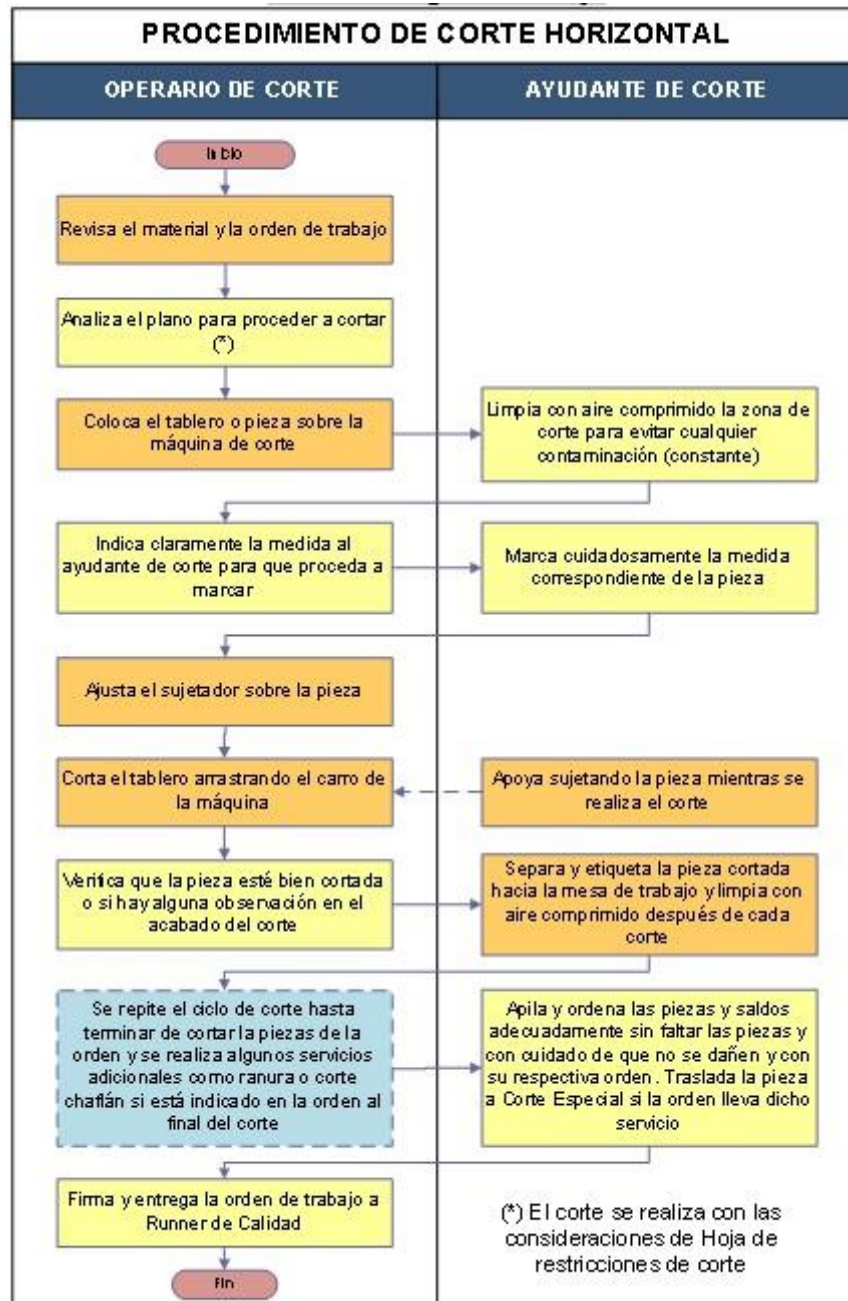 PROCEDIMIENTO DE CORTE HORIZONTAL
OPERARIO DE CORTE
AYUDANTE DE CORTE
Inicio
Revisa el material y la orden de trabajo
Analiza el plano para proceder a cortar
(*)
Coloca el tablero o pieza sobre la
máquina de corte
Limpia con aire comprimido la zona de
corte para evitar cualquier
contaminación (constante)
Indica claramente la medida al
ayudante de corte para que proceda a
marcar
Marca cuidadosamente la medida
correspondiente de la pieza
Ajusta el sujetador sobre la pieza
Corta el tablero arrastrando el carro de
la máquina
Apoya sujetando la pieza mientras se
realiza el corte
Verifica que la pieza esté bien cortada
o si hay alguna observación en el
acabado del corte
Separa y etiqueta la pieza cortada
hacia la mesa de trabajo y limpia con
aire comprimido después de cada
corte
Se repite el ciclo de corte hasta
terminar de cortar la piezas de la
orden y se realiza algunos servicios
adicionales como ranura o corte
chaflán si está indicado en la orden al
final del corte
Apila y ordena las piezas y saldos
adecuadamente sin faltar las piezas y
con cuidado de que no se dañen y con
su respectiva orden. Traslada la pieza
a Corte Especial si la orden lleva dicho
servicio
Firma y entrega la orden de trabajo a
Runner de Calidad
Fin
(*) El corte se realiza con las
consideraciones de Hoja de
restricciones de corte